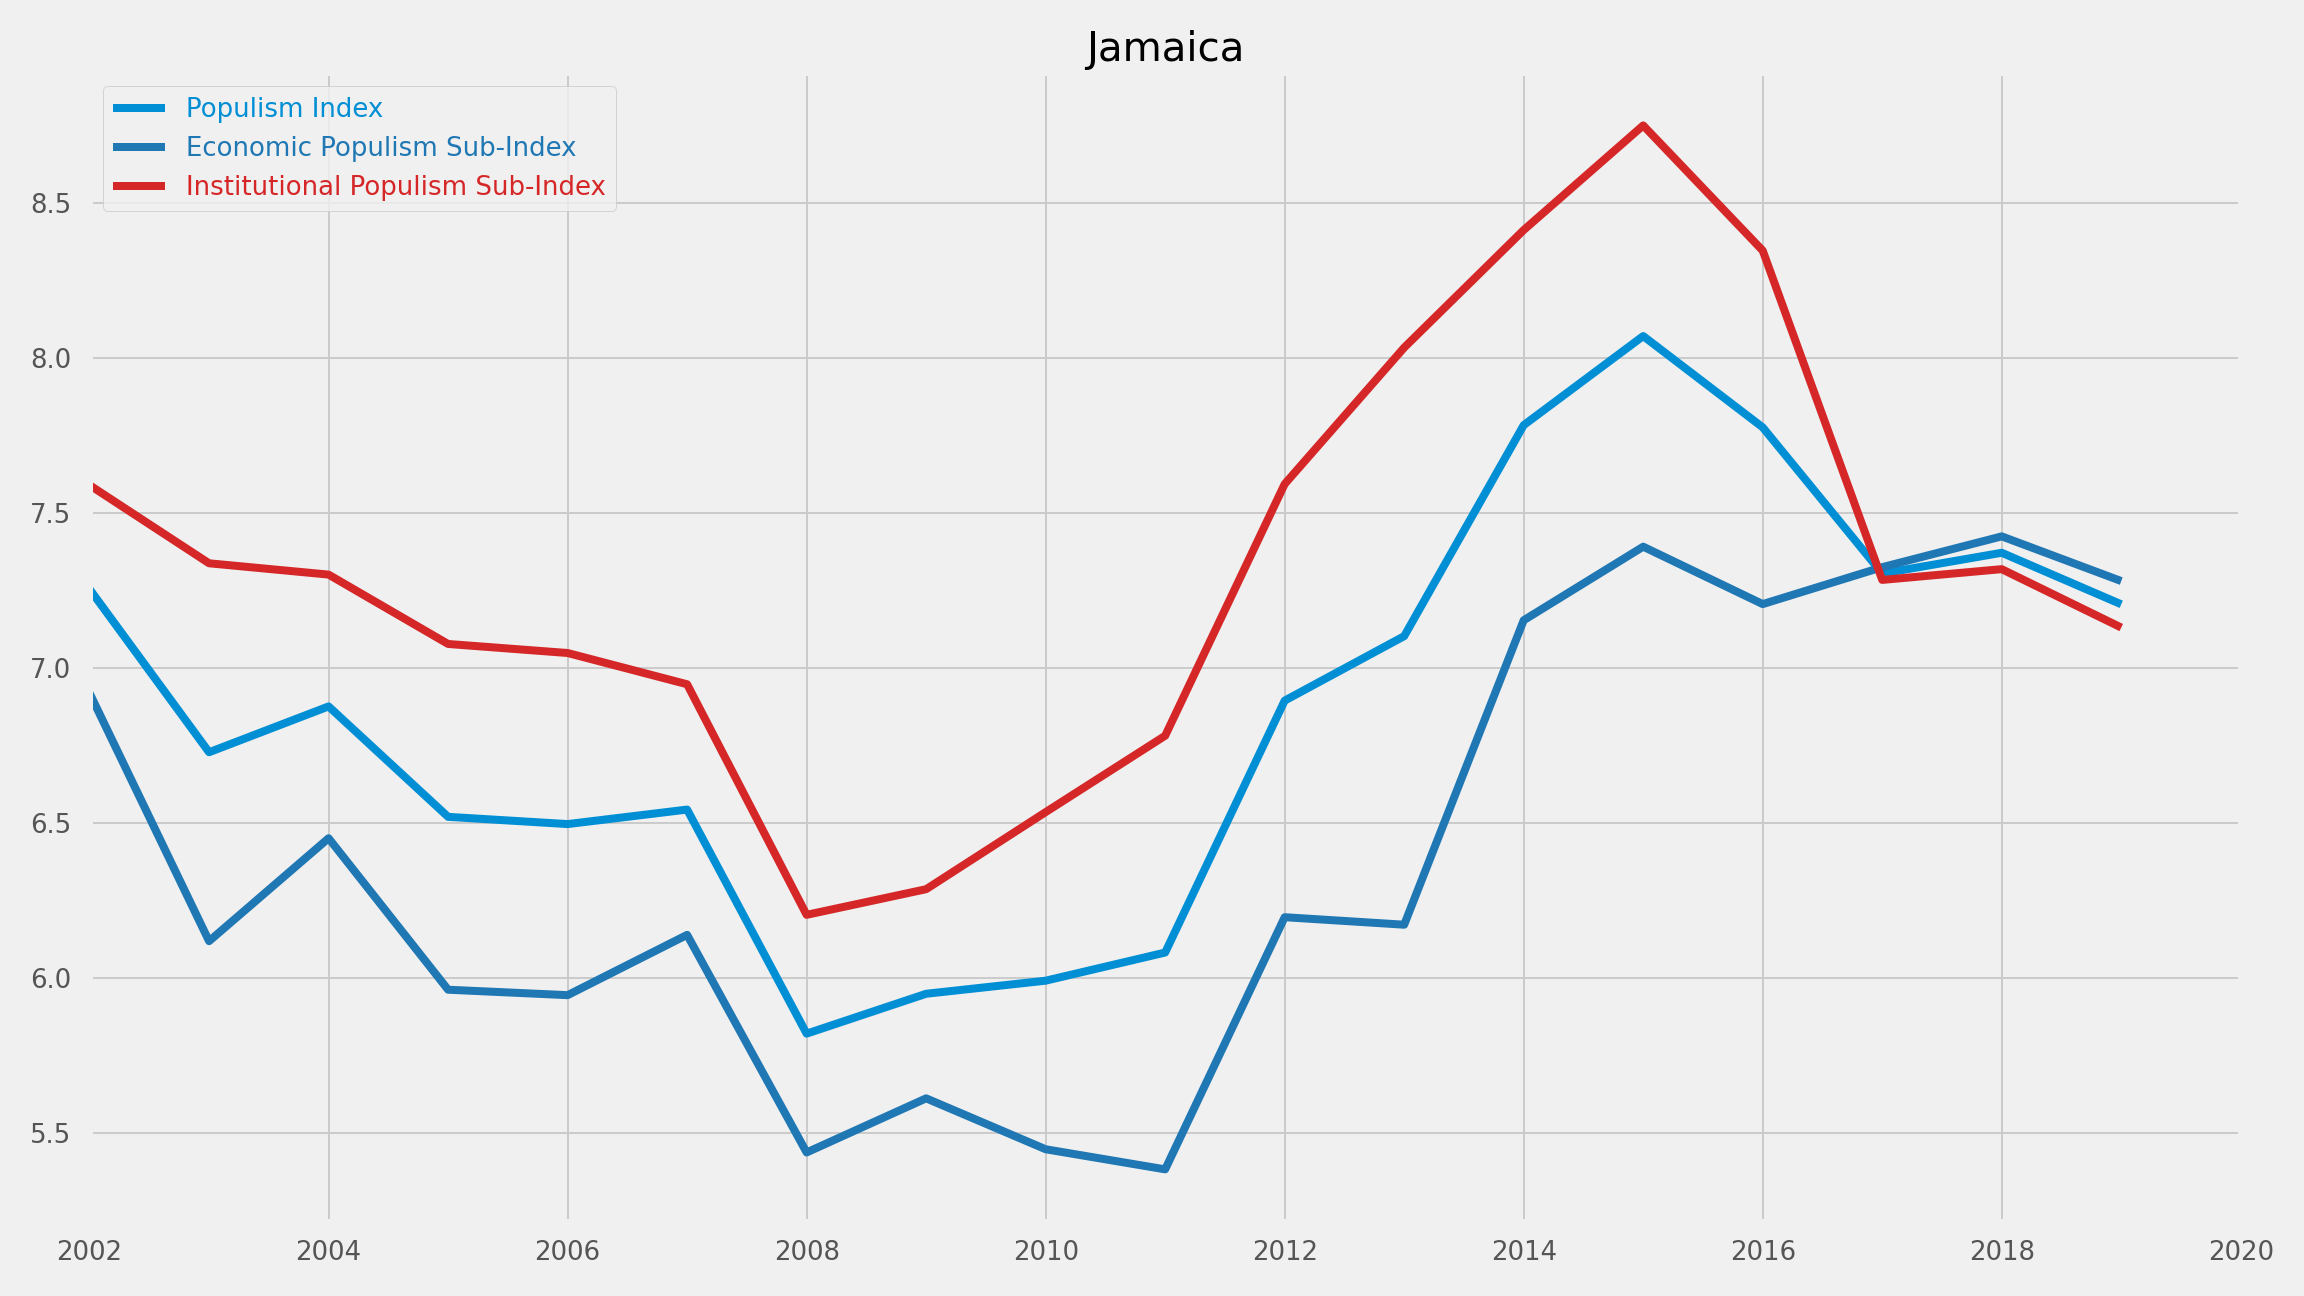 Jamaica
Populism Index
Economic Populism Sub-Index
Institutional Populism Sub-Index
8.5
8.0
7.5
7.0
6.5
6.0
5.5
2002 2004 2006 2008 2010 2012 2014 2016 2018 2020